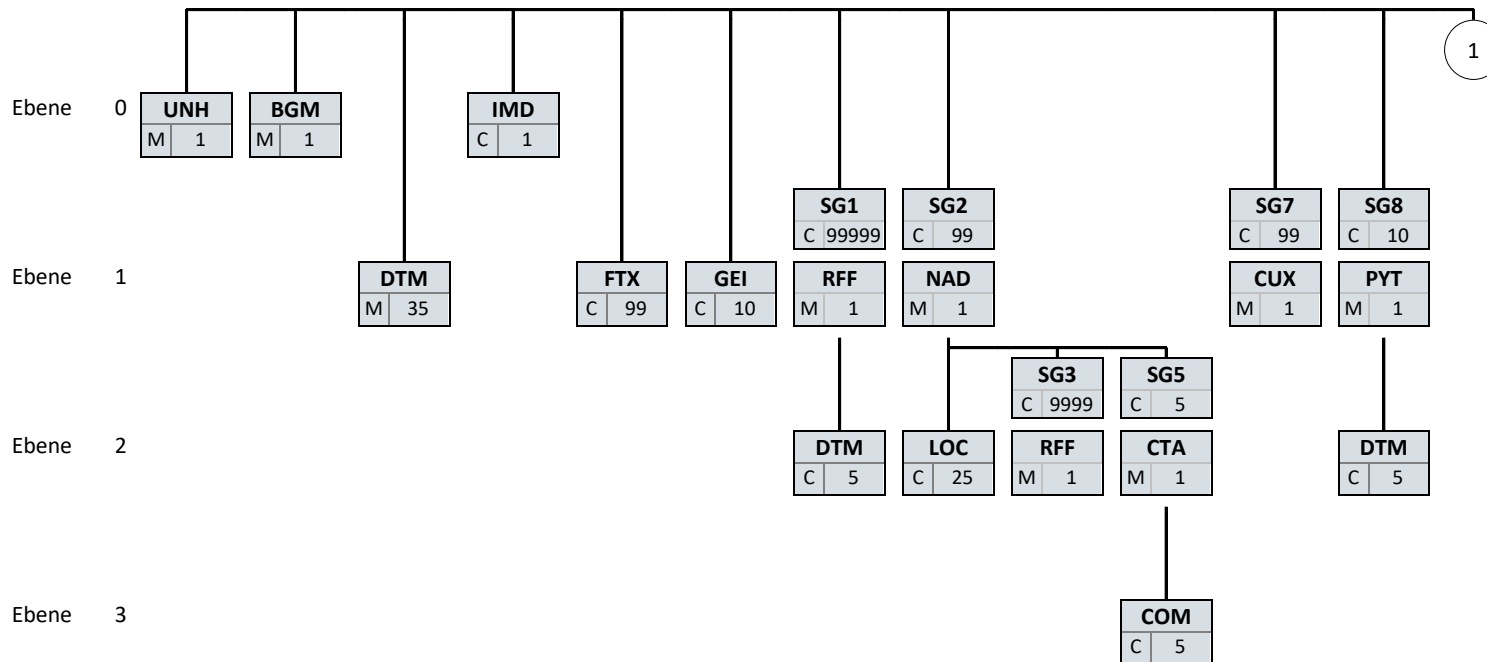 1
Ebene 0 UNH BGM IMD
M 1 M 1 C 1
SG1 SG2 SG7 SG8
C 99999 C 99 C 99 C 10
Ebene 1 DTM FTX GEI RFF NAD CUX PYT
M 35 C 99 C 10 M 1 M 1 M 1 M 1
SG3 SG5
C 9999 C 5
Ebene 2 DTM LOC RFF CTA DTM
C 5 C 25 M 1 M 1 C 5
Ebene 3 COM
C 5